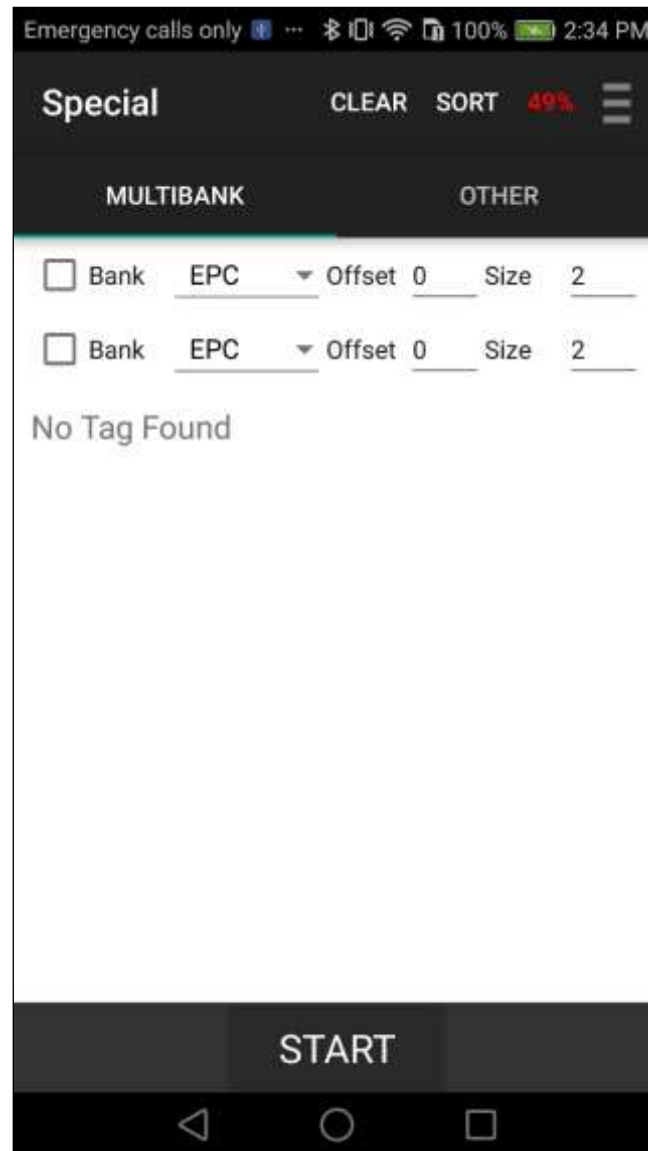 Emergency calls only ... 100% 2:34 PM
Special CLEAR SORT 49%
MULTIBANK OTHER
Bank EPC Offset 0 Size 2
Bank EPC Offset 0 Size 2
No Tag Found
START